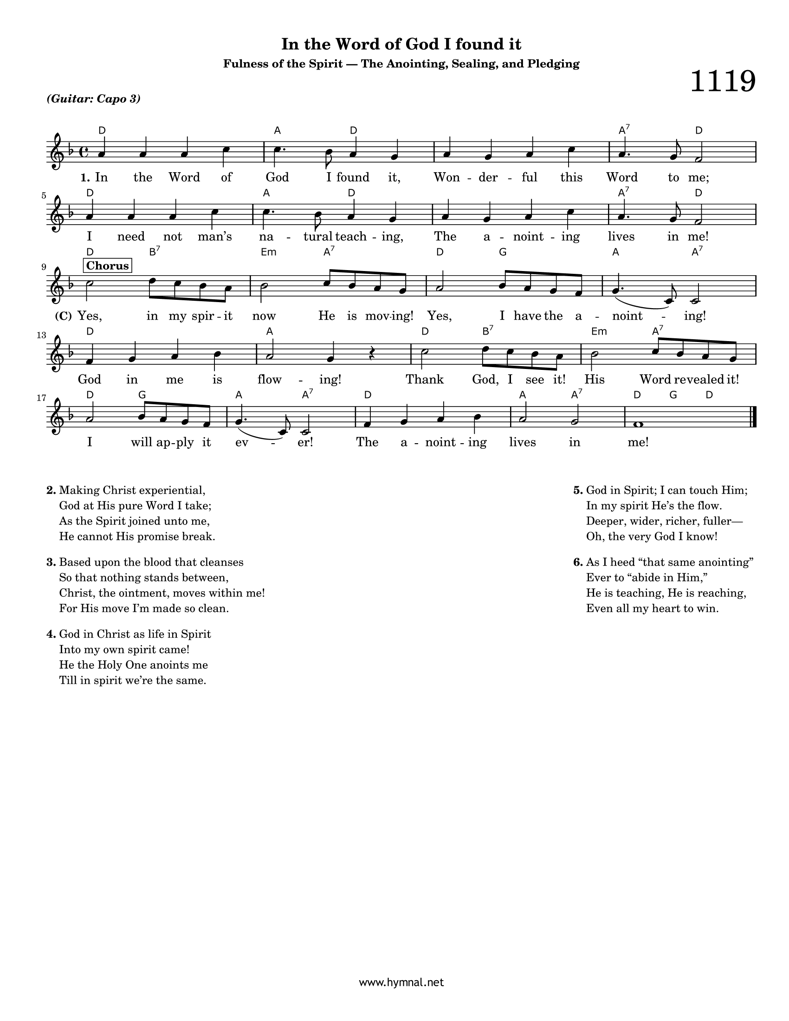 In the Word of God I found it
Fulness of the Spirit — The Anointing, Sealing, and Pledging
1119
(Guitar: Capo 3)
D A D A7 D
1. In the Word of God I found it, Won - der - ful this Word to me;
5
D A D A7 D
I need not man's na - tural teach - ing, The a - noint - ing lives in me!
D B7 Em A7 D G A A7
9 Chorus
(C) Yes, in my spir - it now He is mov-ing! Yes, I have the a - noint - ing!
13
D A D B7 Em A7
God in me is flow - ing! Thank God, I see it! His Word revealed it!
17
D G A A7 D A A7 D G D
I will ap-ply it ev - er! The a - noint - ing lives in me!
2. Making Christ experiential,
God at His pure Word I take;
As the Spirit joined unto me,
He cannot His promise break.
3. Based upon the blood that cleanses
So that nothing stands between,
Christ, the ointment, moves within me!
For His move I'm made so clean.
4. God in Christ as life in Spirit
Into my own spirit came!
He the Holy One anoints me
Till in spirit we're the same.
5. God in Spirit; I can touch Him;
In my spirit He's the flow.
Deeper, wider, richer, fuller—
Oh, the very God I know!
6. As I heed “that same anointing”
Ever to “abide in Him,”
He is teaching, He is reaching,
Even all my heart to win.
www.hymnal.net